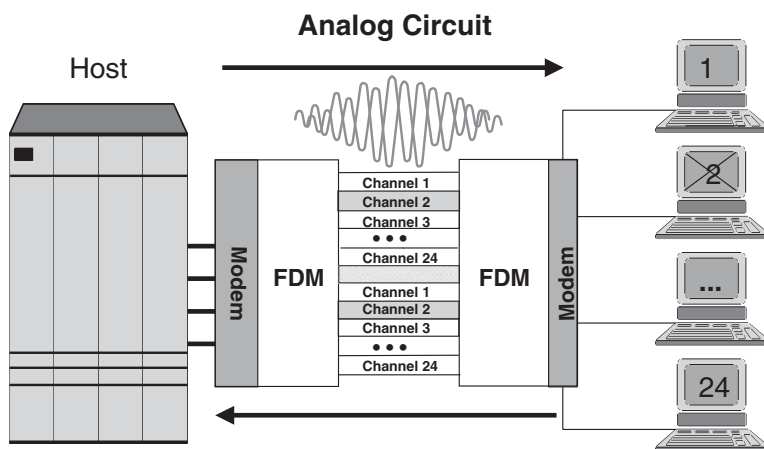 Analog Circuit
Host
Modem
FDM
Channel 1
Channel 2
Channel 3
•••
Channel 24
Channel 1
Channel 2
Channel 3
•••
Channel 24
FDM
Modem
1
2
...
24